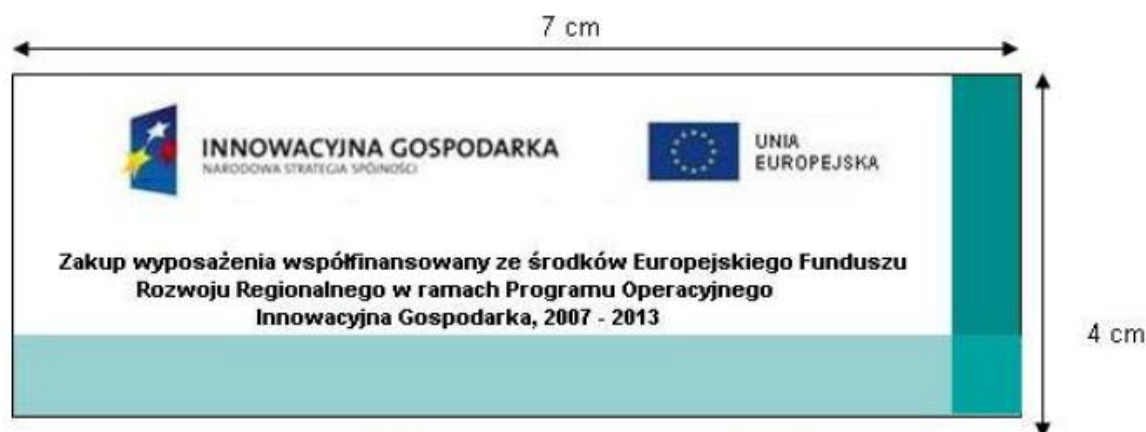 7 cm
INNOWACYJNA GOSPODARKA
NARODOWA STRATEGIA SPÓJNOŚCI
UNIA
EUROPEJSKA
Zakup wyposażenia współfinansowany ze środków Europejskiego Funduszu
Rozwoju Regionalnego w ramach Programu Operacyjnego
Innowacyjna Gospodarka, 2007 - 2013
4 cm